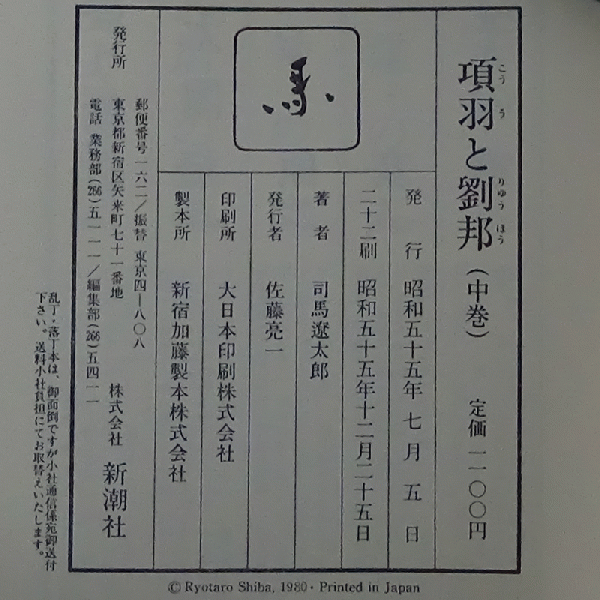 項羽と劉邦（中巻） 定価一一〇〇円
こうう りゅうほう
発行 昭和五十五年七月五日
二十二刷 昭和五十五年十二月二十五日
著者 司馬遼太郎
発行者 佐藤亮一
印刷所 大日本印刷株式会社
製本所 新宿加藤製本株式会社
発行所 株式会社 新潮社
郵便番号一六二／振替 東京四―八〇八
東京都新宿区矢来町七十一番地
電話 業務部(266)五一一一／編集部(266)五四一一
乱丁・落丁本は、御面倒ですが小社通信係宛御送付
下さい。送料小社負担にてお取替えいたします。
© Ryotaro Shiba, 1980・Printed in Japan